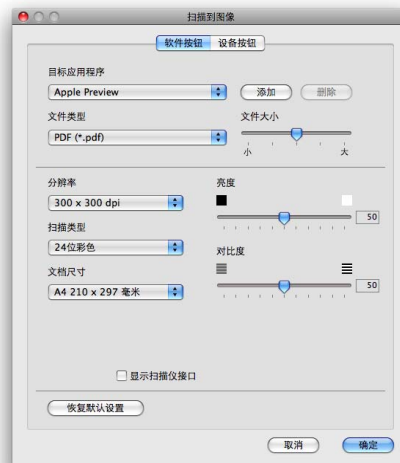 扫描到图像
软件按钮 设备按钮
目标应用程序
Apple Preview 添加 删除
文件类型 文件大小
PDF (*.pdf)
小 大
分辨率 亮度
300 x 300 dpi
50
扫描类型
24位彩色 对比度
文档尺寸
A4 210 x 297 毫米 50
显示扫描仪接口
恢复默认设置
取消 确定